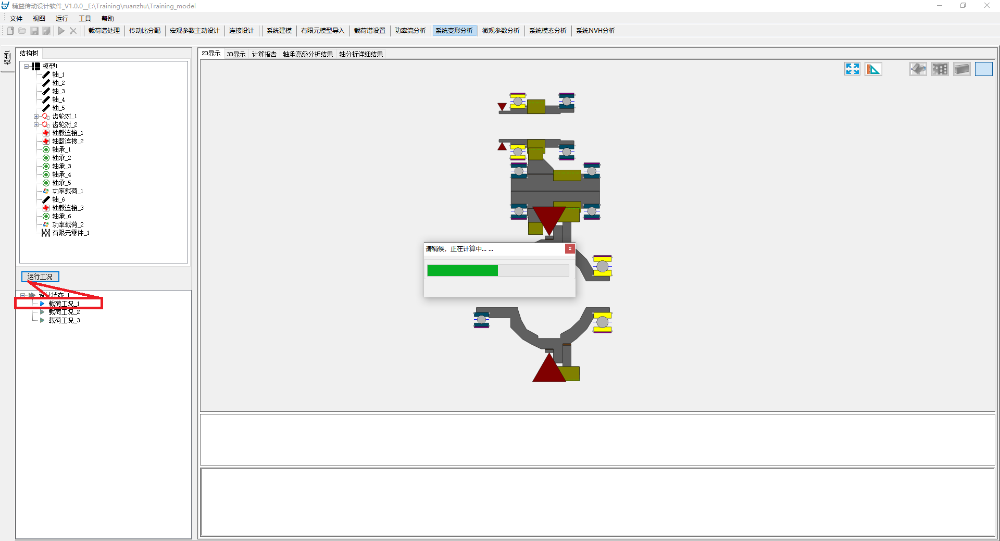 精益传动设计软件_V1.0.0__E:\Training\ruanzhu\Training_model
文件 视图 运行 工具 帮助
载荷谱处理 传动比分配 宏观参数主动设计 连接设计 系统建模 有限元模型导入 载荷谱设置 功率流分析 系统变形分析 微观参数分析 系统模态分析 系统NVH分析
模型1
结构树
2D显示 3D显示 计算报告 轴承高级分析结果 轴分析详细结果
模型1
轴_1
轴_2
轴_3
轴_4
轴_5
齿轮对_1
齿轮对_2
轴毂连接_1
轴毂连接_2
轴承_1
轴承_2
轴承_3
轴承_4
轴承_5
功率载荷_1
轴_6
轴毂连接_3
轴承_6
功率载荷_2
有限元零件_1
请稍候，正在计算中... ...
运行工况
设计状态_1
载荷工况_1
载荷工况_2
载荷工况_3